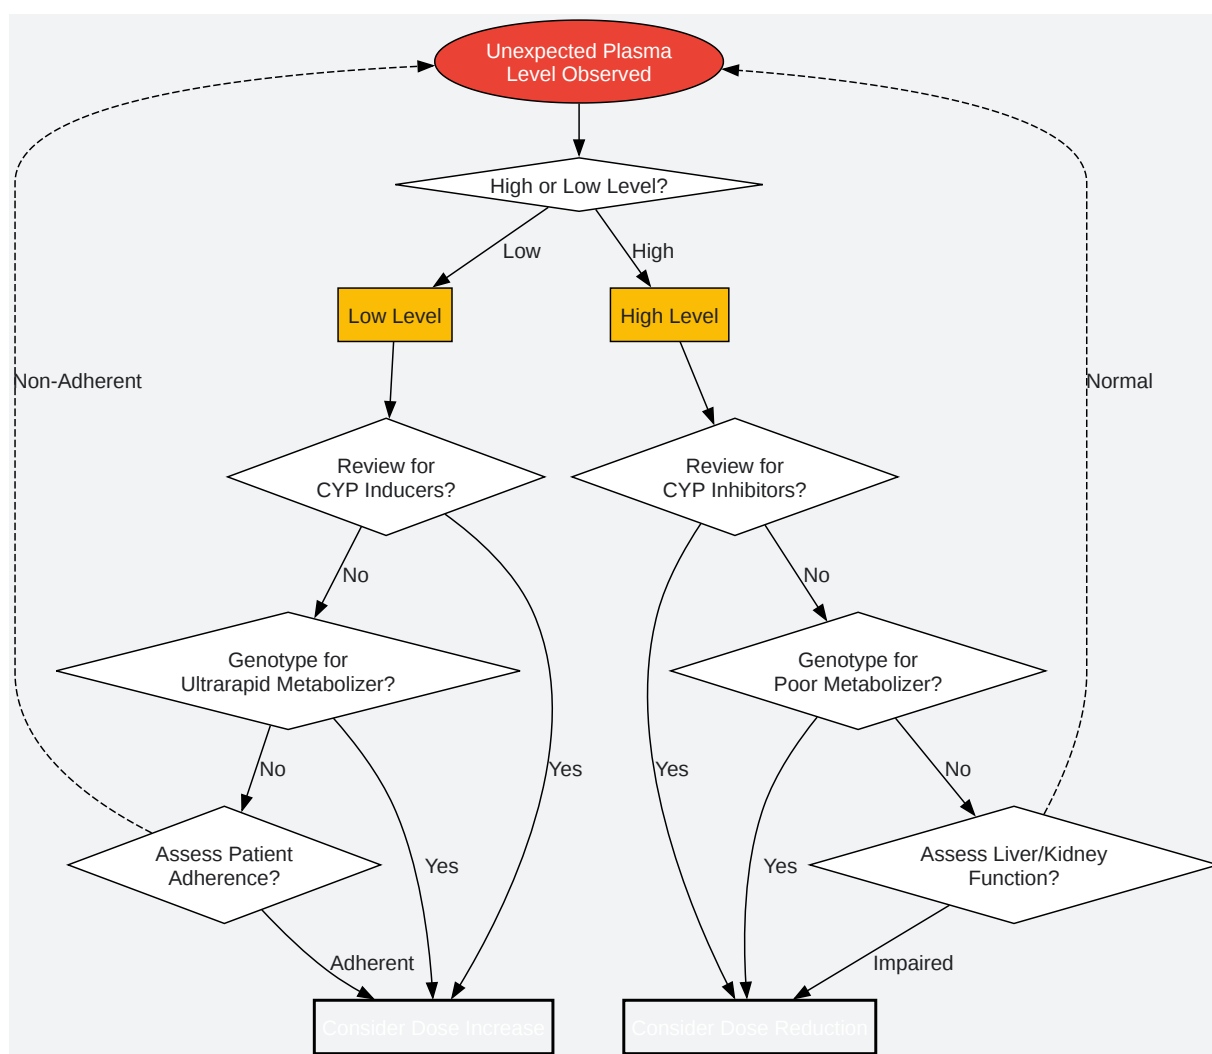 Unexpected Plasma
Level Observed
High or Low Level?
Low
High
Low Level
High Level
Non-Adherent
Normal
Review for
CYP Inducers?
Review for
CYP Inhibitors?
No
No
Genotype for
Ultrarapid Metabolizer?
Genotype for
Poor Metabolizer?
No
Yes
Yes
No
Assess Patient
Adherence?
Yes
Yes
Assess Liver/Kidney
Function?
Adherent
Impaired
Consider Dose Increase
Consider Dose Reduction